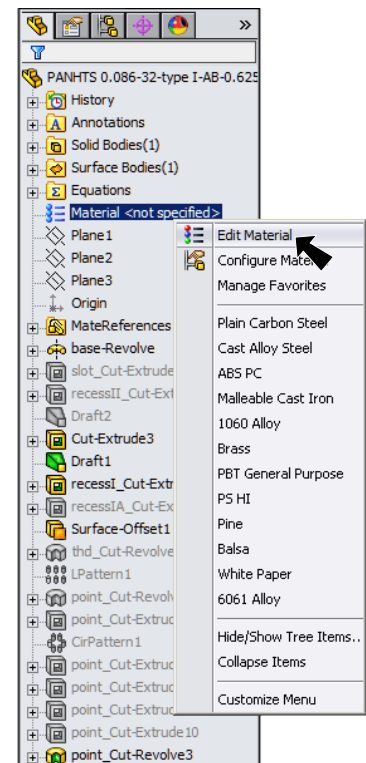 »
PANHTS 0.086-32-type I-AB-0.625
History
Annotations
Solid Bodies(1)
Surface Bodies(1)
Equations
Material <not specified>
Plane1
Plane2
Plane3
Origin
MateReferences
base-Revolve
slot_Cut-Extrude
recessII_Cut-Ext
Draft2
Cut-Extrude3
Draft1
recessI_Cut-Extr
recessIA_Cut-Ex
Surface-Offset1
thd_Cut-Revolve
LPattern1
point_Cut-Revolv
point_Cut-Extruc
CirPattern1
point_Cut-Extruc
point_Cut-Extruc
point_Cut-Extruc
point_Cut-Extrude10
point_Cut-Revolve3
Edit Material
Configure Mate
Manage Favorites
Plain Carbon Steel
Cast Alloy Steel
ABS PC
Malleable Cast Iron
1060 Alloy
Brass
PBT General Purpose
PS HI
Pine
Balsa
White Paper
6061 Alloy
Hide/Show Tree Items..
Collapse Items
Customize Menu